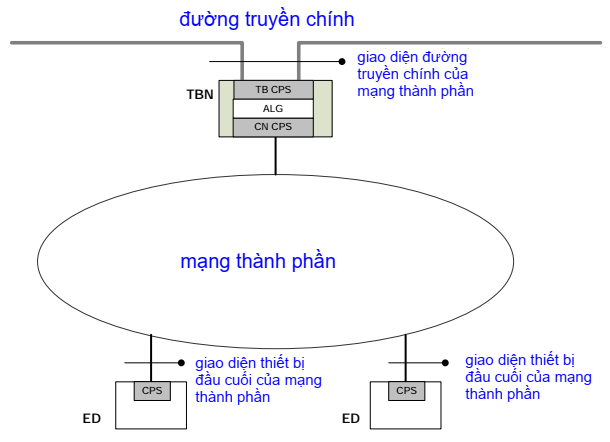 đường truyền chính
giao diện đường
truyền chính của
mạng thành phần
TBN
TB CPS
ALG
CN CPS
mạng thành phần
giao diện thiết bị
đầu cuối của mạng
thành phần
CPS
ED
giao diện thiết bị
đầu cuối của mạng
thành phần
CPS
ED